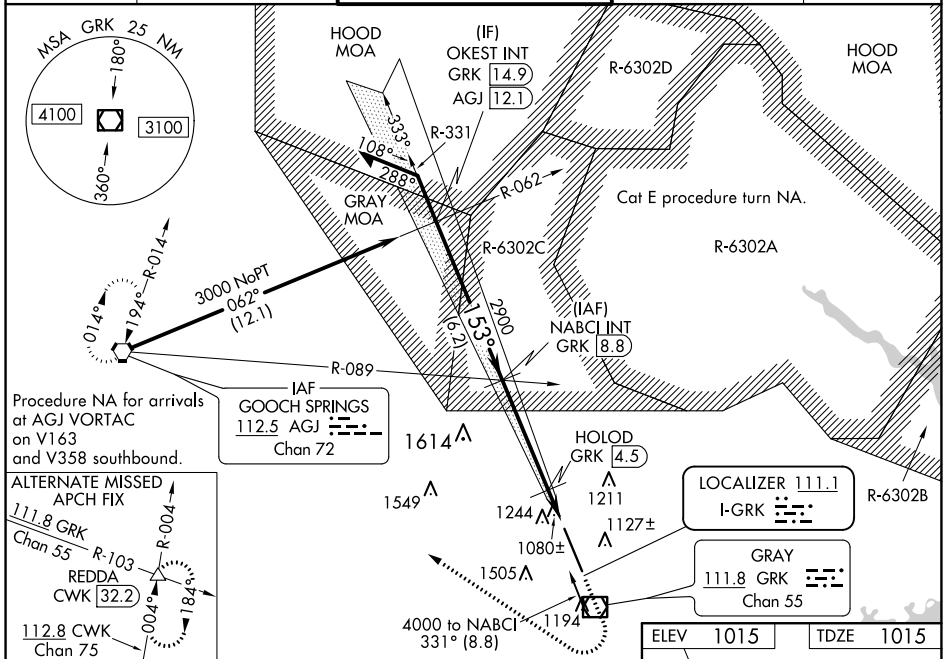 MSA GRK 25 NM
180°
4100
3100
360°
HOOD
MOA
(IF)
OKEST INT
GRK 14.9
AGJ 12.1
R-6302D
HOOD
MOA
333°
R-331
108°
288°
R-062
GRAY
MOA
Cat E procedure turn NA.
R-6302C
R-6302A
R-014
194°
014°
3000 NoPT
062°
(12.1)
2900
153°
(6.2)
(IAF)
NABCI INT
GRK 8.8
R-089
Procedure NA for arrivals
at AGJ VORTAC
on V163
and V358 southbound.
IAF
GOOCH SPRINGS
112.5 AGJ
Chan 72
1614
HOLOD
GRK 4.5
1549
1211
1244
1127±
1080±
1505
LOCALIZER 111.1
I-GRK
R-6302B
GRAY
111.8 GRK
Chan 55
1194
4000 to NABCI
331° (8.8)
ALTERNATE MISSED
APCH FIX
111.8 GRK
Chan 55
R-103
R-004
REDDA
CWK 32.2
004°
184°
112.8 CWK
Chan 75
ELEV 1015
TDZE 1015